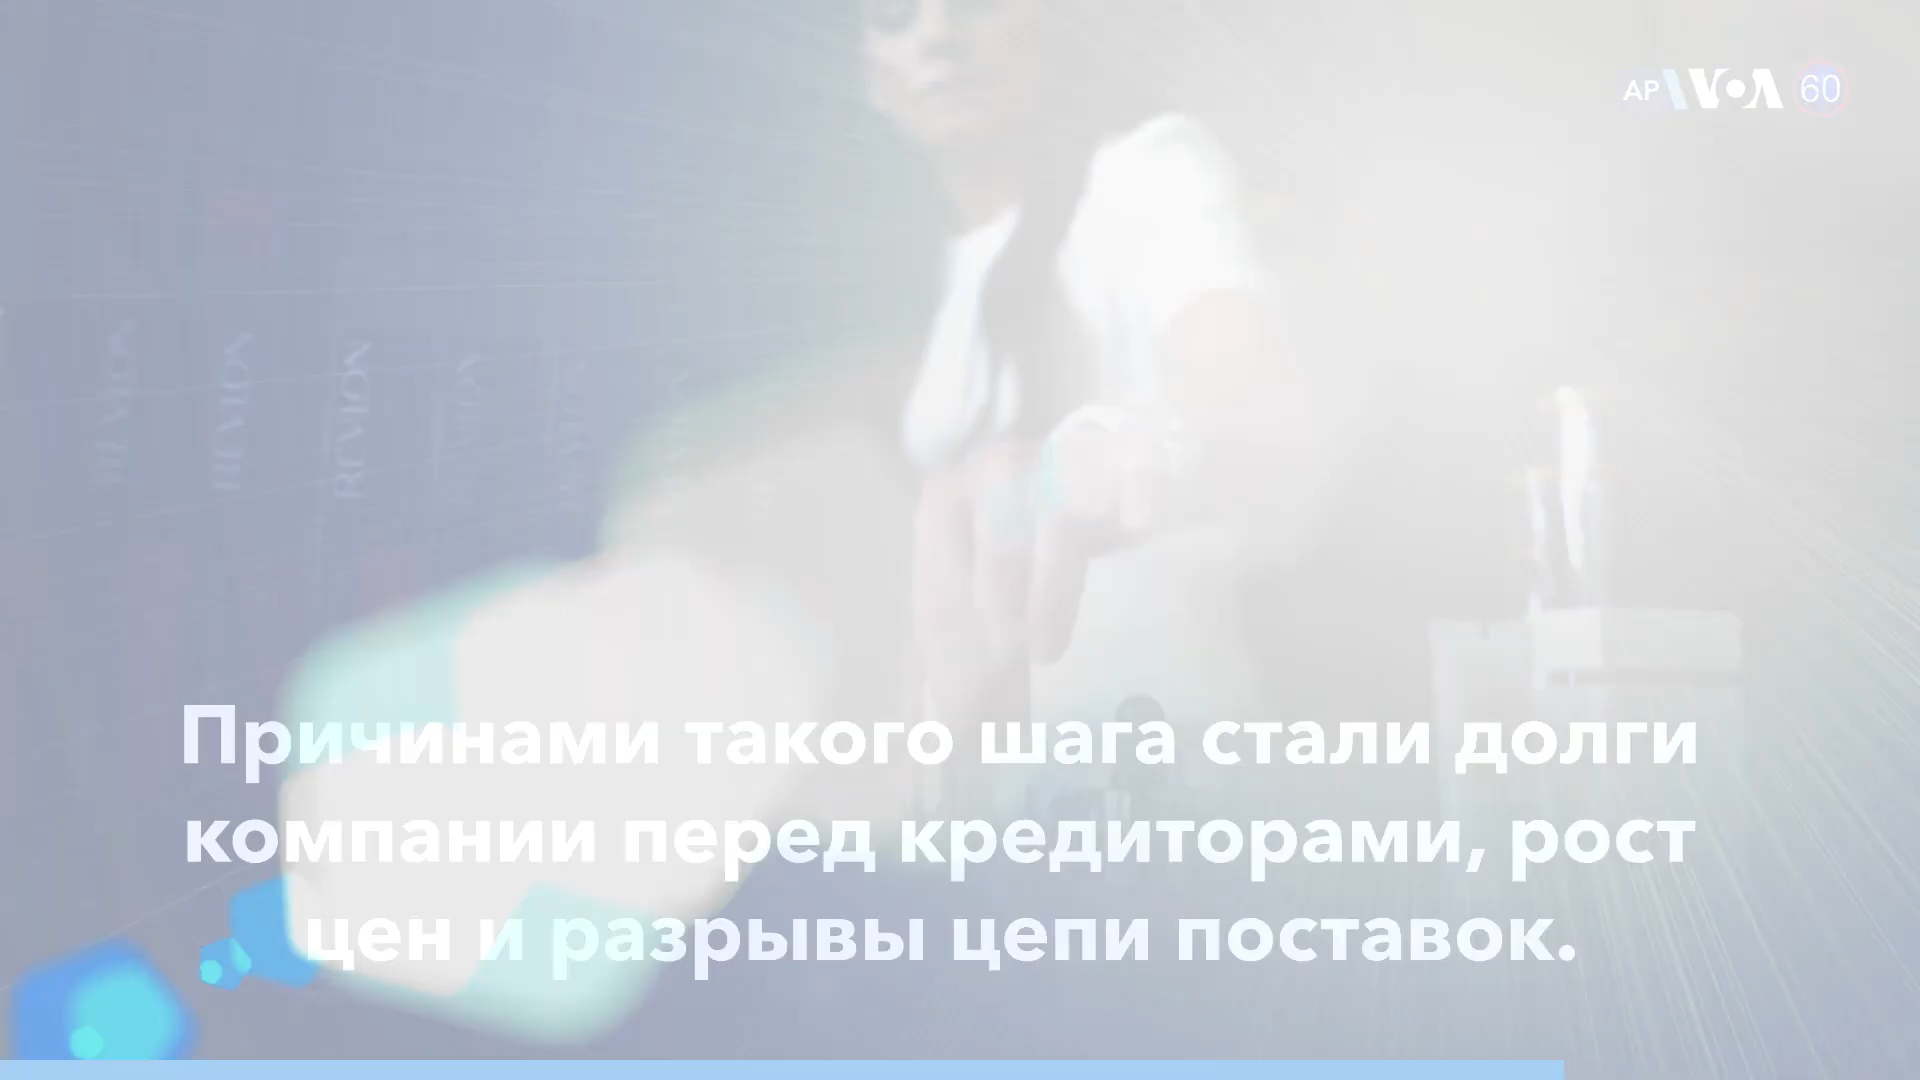 AP VOA 60
REVLON REVLON REVLON
Причинами такого шага стали долги
компании перед кредиторами, рост
цен и разрывы цепи поставок.